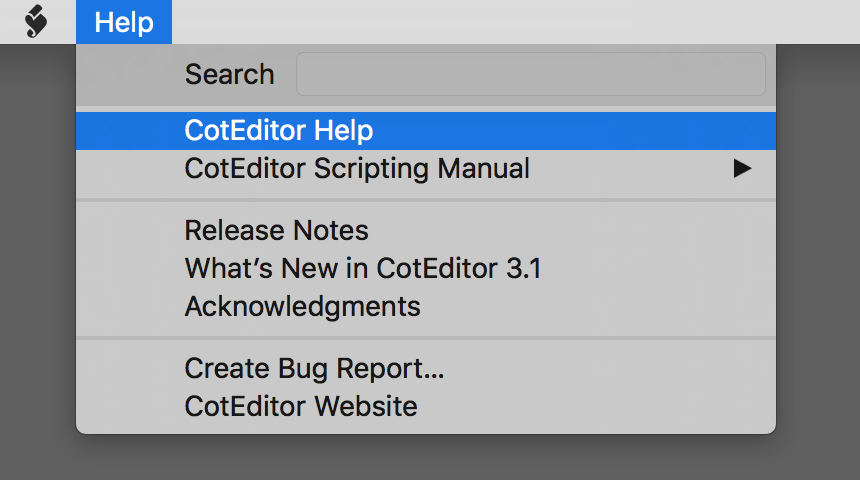 Help
Search
CotEditor Help
CotEditor Scripting Manual
Release Notes
What’s New in CotEditor 3.1
Acknowledgments
Create Bug Report…
CotEditor Website